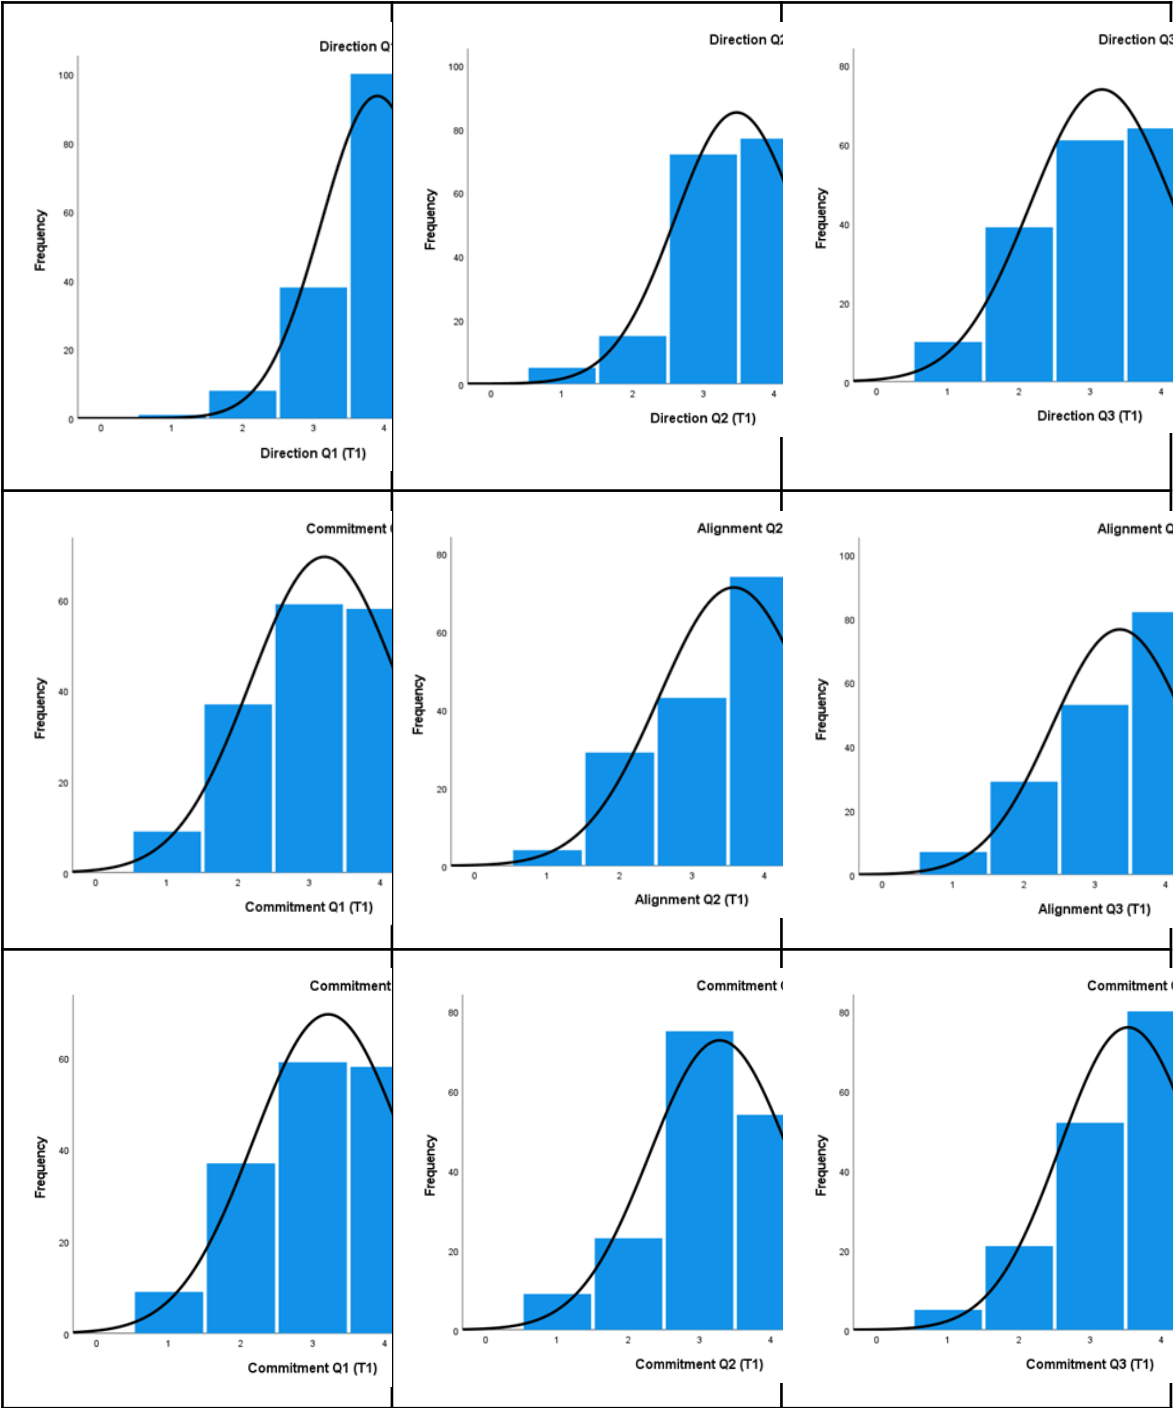 Direction Q
100
80
60
40
20
0
Frequency
0 1 2 3 4
Direction Q1 (T1)
Direction Q2
100
80
60
40
20
0
Frequency
0 1 2 3 4
Direction Q2 (T1)
Direction Q3
80
60
40
20
0
Frequency
0 1 2 3 4
Direction Q3 (T1)
Commitment
60
40
20
0
Frequency
0 1 2 3 4
Commitment Q1 (T1)
Alignment Q2
80
60
40
20
0
Frequency
0 1 2 3 4
Alignment Q2 (T1)
Alignment Q
100
80
60
40
20
0
Frequency
0 1 2 3 4
Alignment Q3 (T1)
Commitment
60
40
20
0
Frequency
0 1 2 3 4
Commitment Q1 (T1)
Commitment
80
60
40
20
0
Frequency
0 1 2 3 4
Commitment Q2 (T1)
Commitment
80
60
40
20
0
Frequency
0 1 2 3 4
Commitment Q3 (T1)